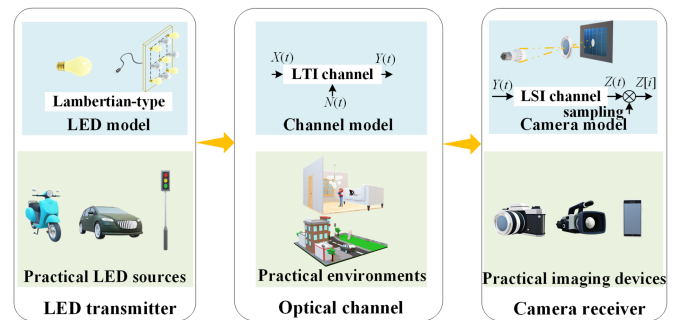 Lambertian-type
LED model
Practical LED sources
LED transmitter
X(t)
Y(t)
LTI channel
N(t)
Channel model
Practical environments
Optical channel
Y(t)
LSI channel
Z(t)
Z[i]
sampling
Camera model
Practical imaging devices
Camera receiver